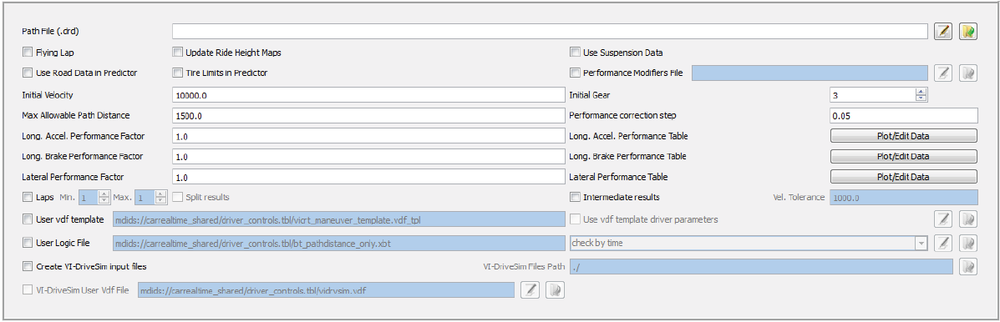 Path File (.drd)
Flying Lap Update Ride Height Maps Use Suspension Data
Use Road Data in Predictor Tire Limits in Predictor Performance Modifiers File
Initial Velocity 10000.0 Initial Gear 3
Max Allowable Path Distance 1500.0 Performance correction step 0.05
Long. Accel. Performance Factor 1.0 Long. Accel. Performance Table Plot/Edit Data
Long. Brake Performance Factor 1.0 Long. Brake Performance Table Plot/Edit Data
Lateral Performance Factor 1.0 Lateral Performance Table Plot/Edit Data
Laps Min. 1 Max. 1 Split results Intermediate results Vel. Tolerance 1000.0
User vdf template mdids://carrealtime_shared/driver_controls.tbl/vicrt_maneuver_template.vdf_tpl Use vdf template driver parameters
User Logic File mdids://carrealtime_shared/driver_controls.tbl/bt_pathdistance_only.xbt check by time
Create VI-DriveSim input files VI-DriveSim Files Path ./
VI-DriveSim User Vdf File mdids://carrealtime_shared/driver_controls.tbl/vidrvsim.vdf